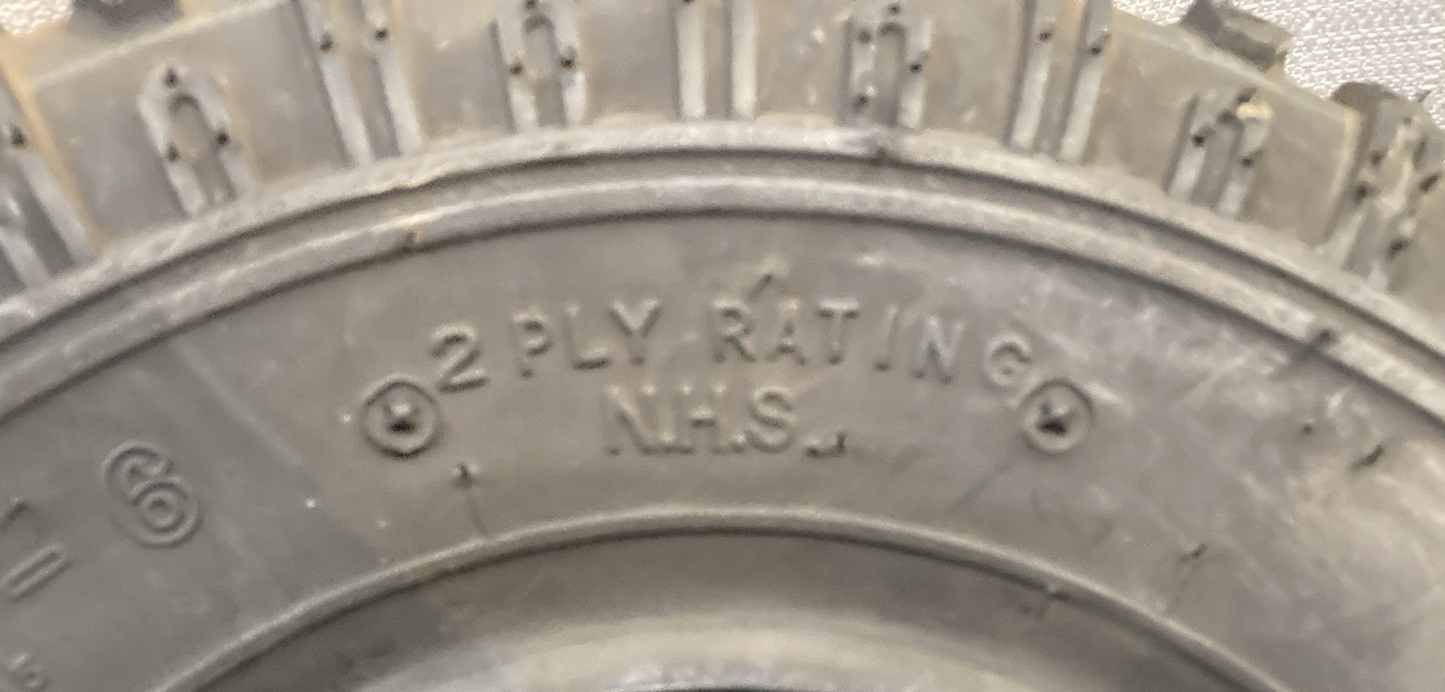 2 PLY RATING
N.H.S.
- 6